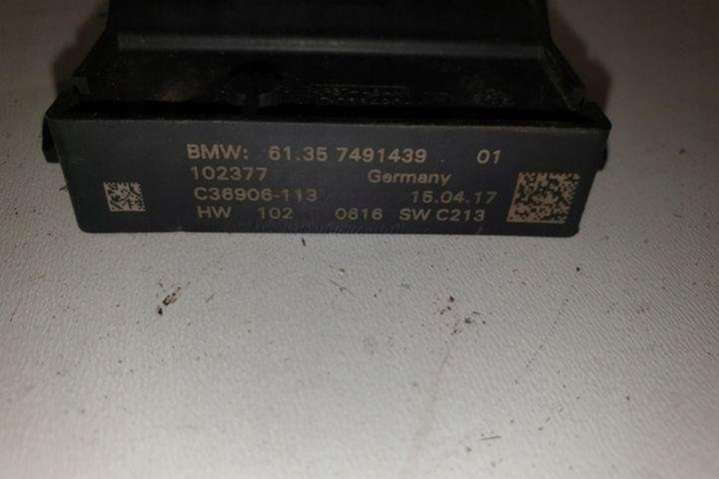 BMW: 61.35 7491439 01
102377 Germany
C36906-113 15.04.17
HW 102 0816 SW C213